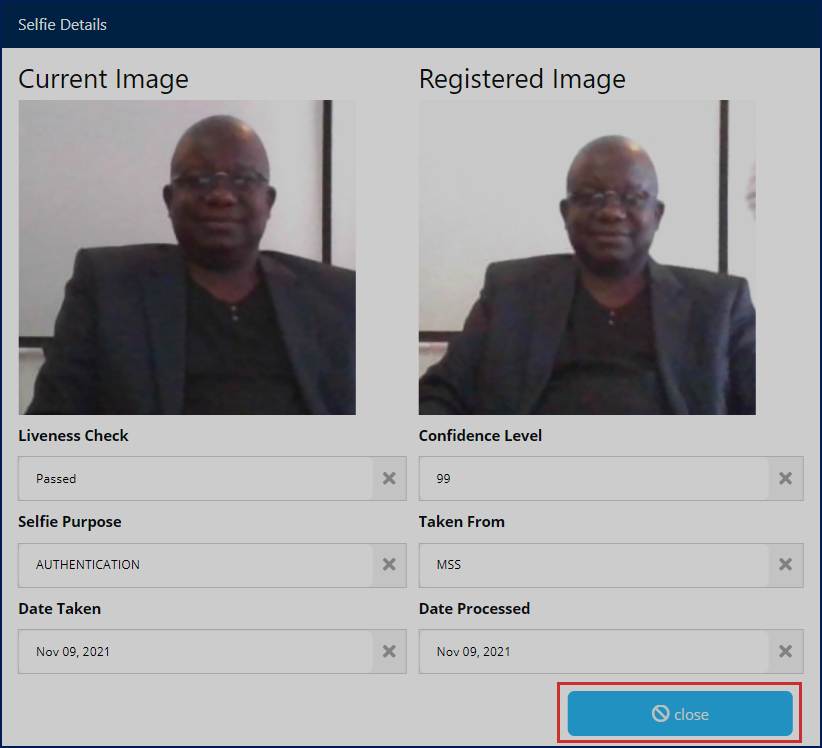 Selfie Details
Current Image
Registered Image
Liveness Check
Confidence Level
Passed
99
Selfie Purpose
Taken From
AUTHENTICATION
MSS
Date Taken
Date Processed
Nov 09, 2021
Nov 09, 2021
close